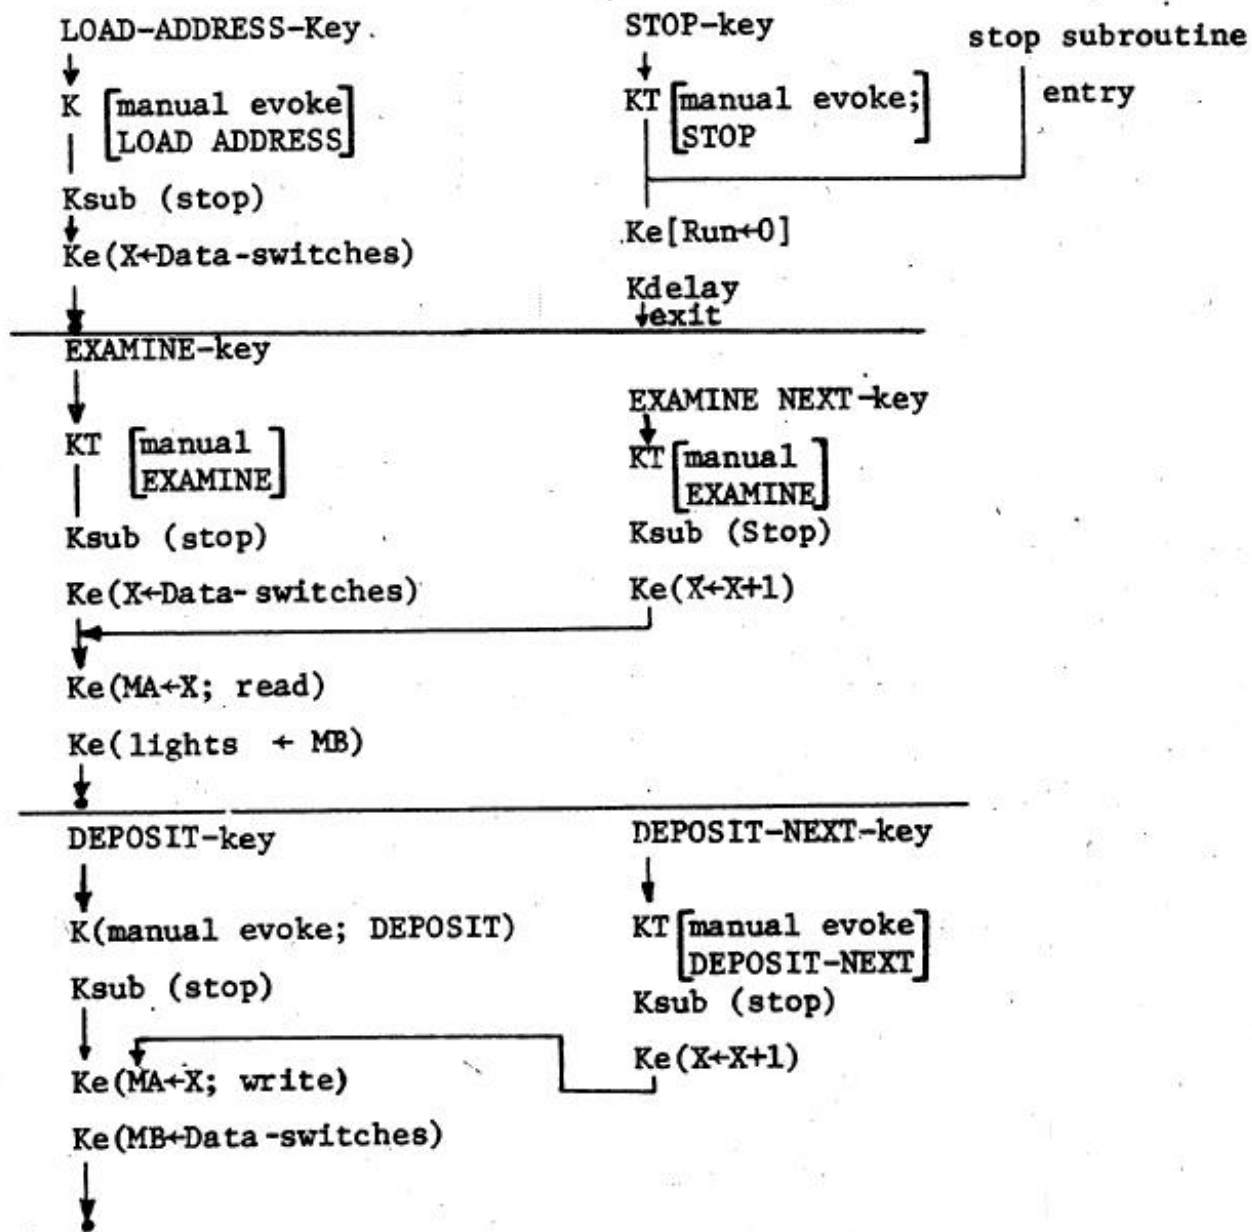 LOAD-ADDRESS-Key.
K [manual evoke
LOAD ADDRESS]
Ksub (stop)
Ke(X←Data-switches)
STOP-key
KT [manual evoke;
STOP]
stop subroutine
entry
Ke[Run←0]
Kdelay
exit
EXAMINE-key
KT [manual
EXAMINE]
Ksub (stop)
Ke(X←Data-switches)
EXAMINE NEXT-key
KT [manual
EXAMINE]
Ksub (Stop)
Ke(X←X+1)
Ke(MA←X; read)
Ke(lights ← MB)
DEPOSIT-key
K(manual evoke; DEPOSIT)
Ksub (stop)
DEPOSIT-NEXT-key
KT [manual evoke
DEPOSIT-NEXT]
Ksub (stop)
Ke(X←X+1)
Ke(MA←X; write)
Ke(MB←Data-switches)